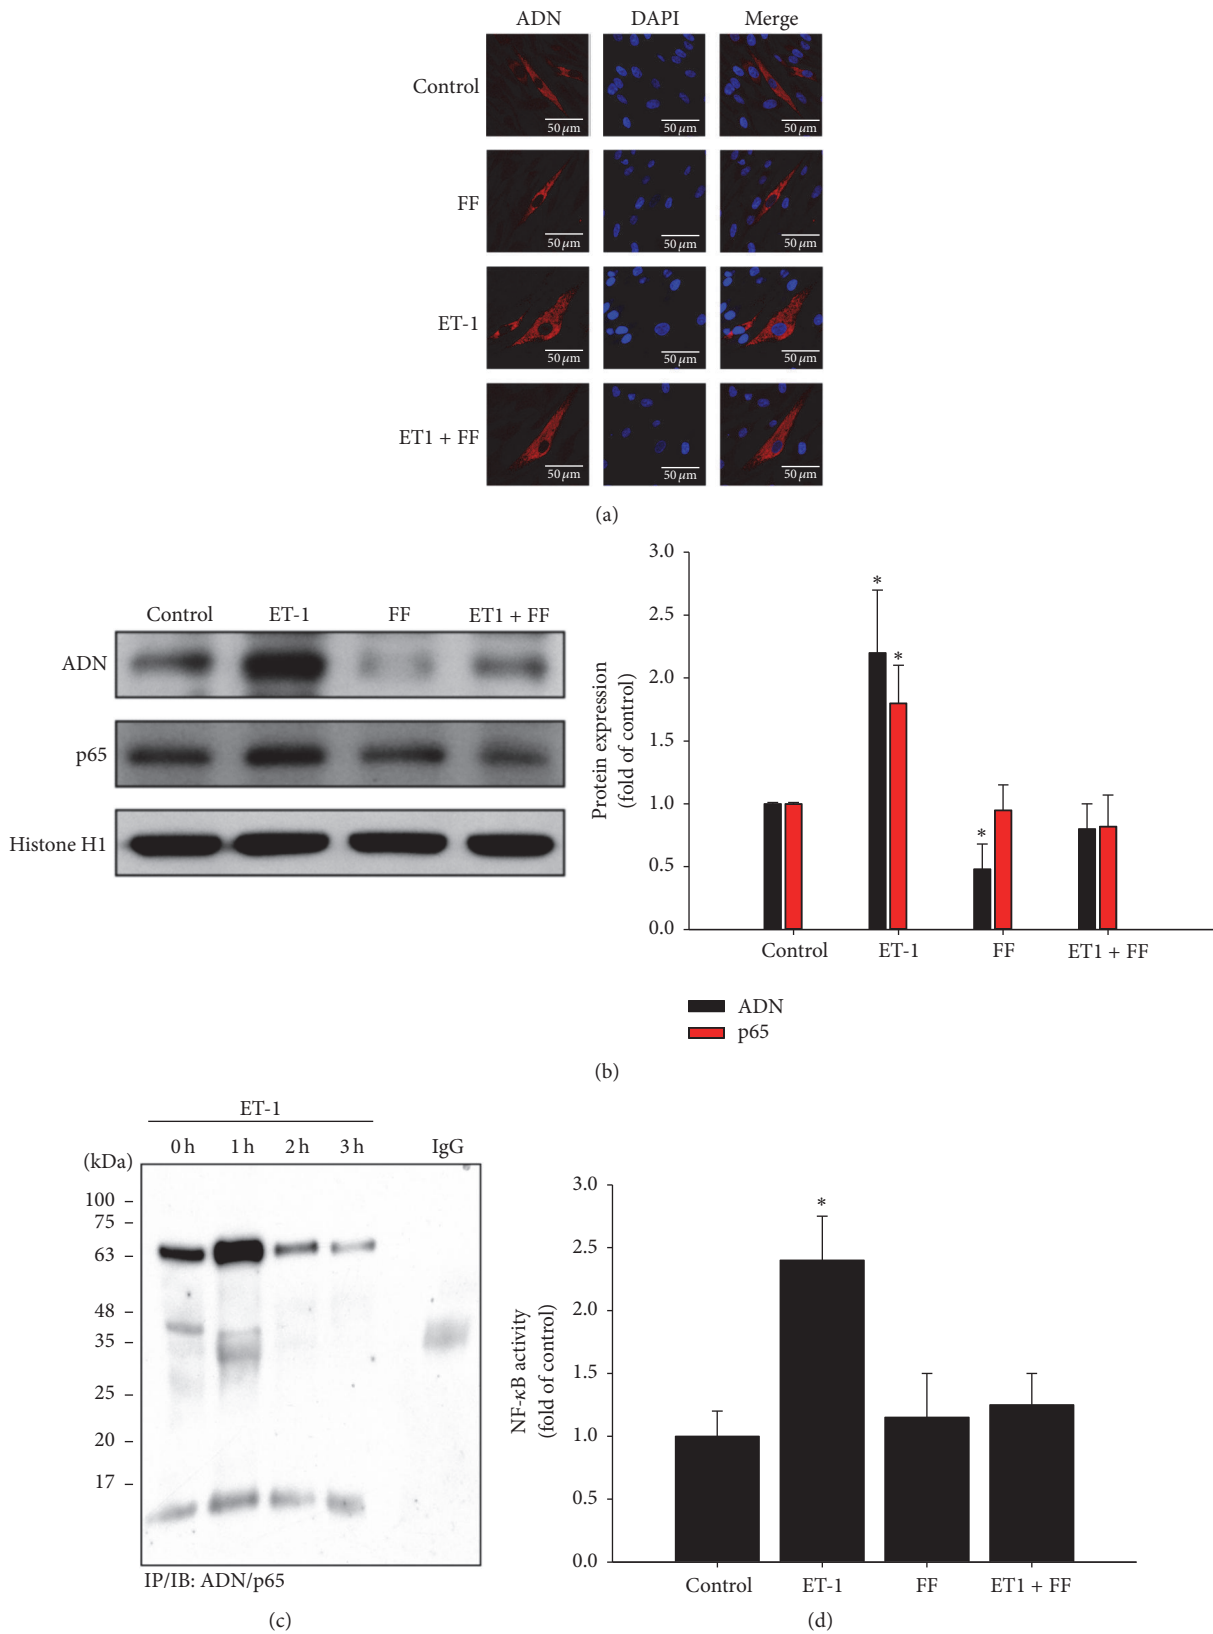 ADN DAPI Merge
Control
50 μm 50 μm 50 μm
FF
50 μm 50 μm 50 μm
ET-1
50 μm 50 μm 50 μm
ET1 + FF
50 μm 50 μm 50 μm
(a)
Control ET-1 FF ET1 + FF
ADN
p65
Histone H1
3.0
2.5
2.0
1.5
1.0
0.5
0.0
Protein expression
(fold of control)
* * *
Control ET-1 FF ET1 + FF
ADN
p65
(b)
ET-1
0 h 1 h 2 h 3 h IgG
(kDa)
100 –
75 –
63 –
48 –
35 –
25 –
20 –
17 –
IP/IB: ADN/p65
(c)
3.0
2.5
2.0
1.5
1.0
0.5
0.0
NF-κB activity
(fold of control)
*
Control ET-1 FF ET1 + FF
(d)